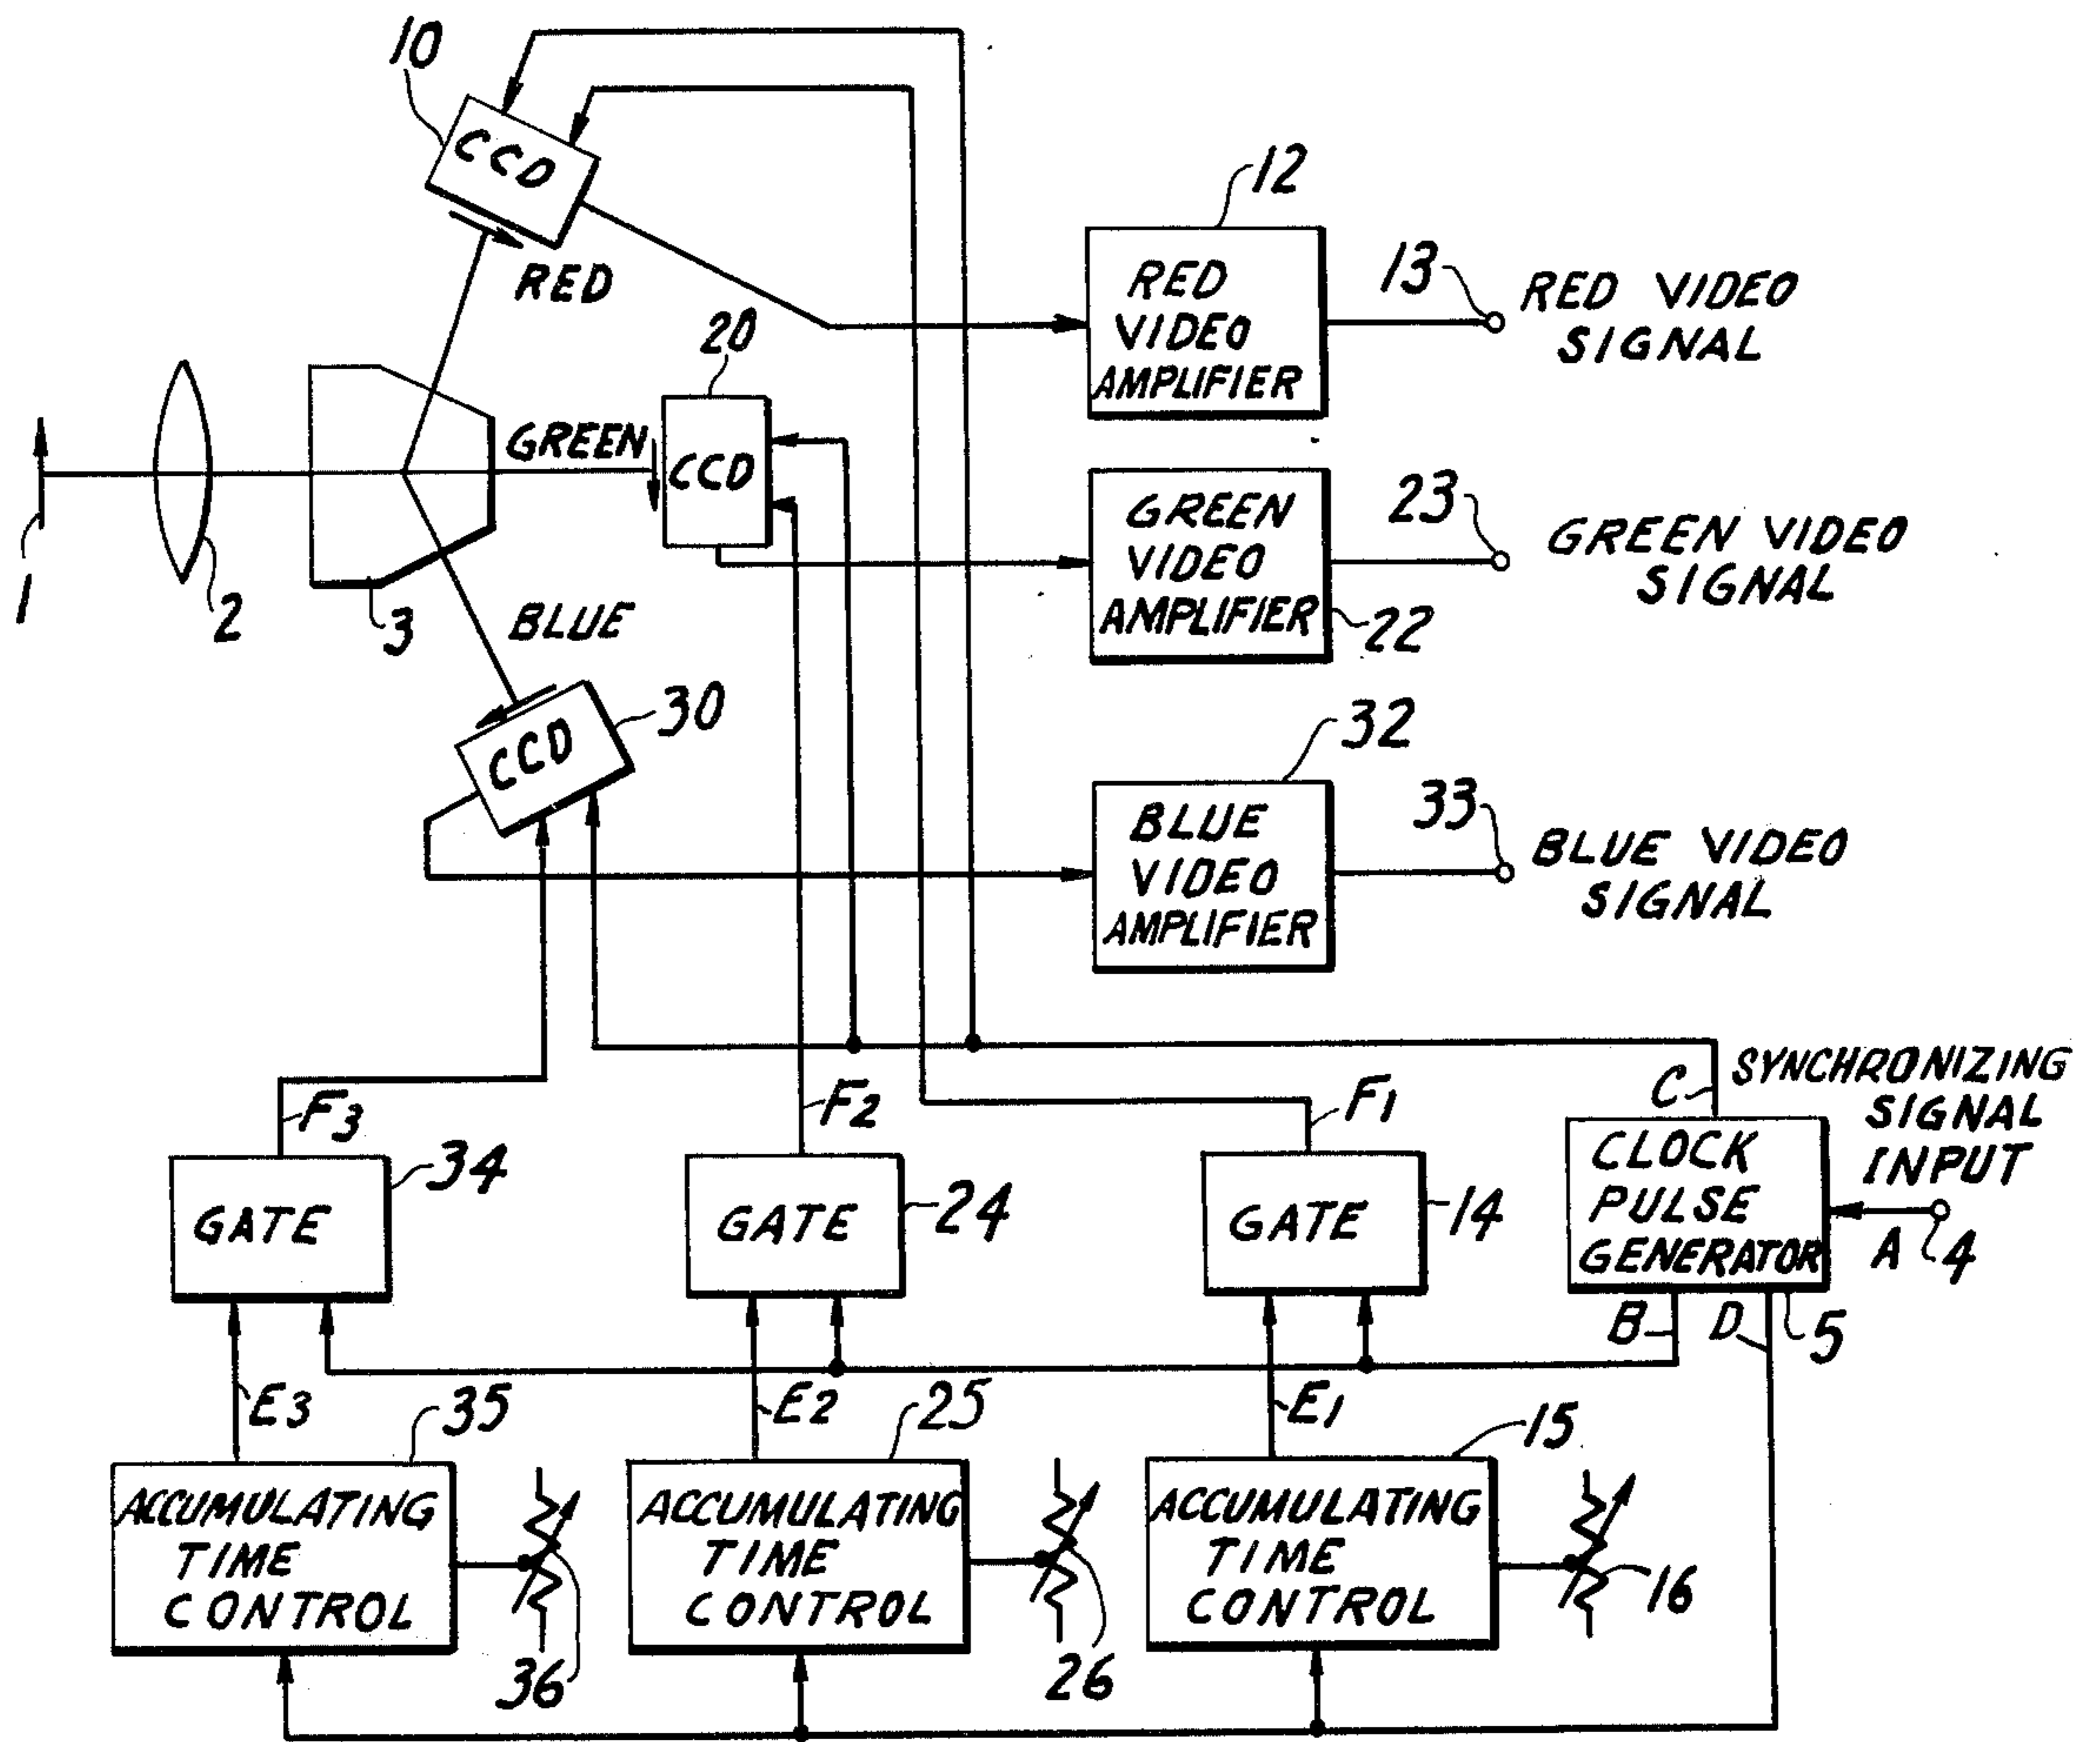 10
CCD
RED
12
RED
VIDEO
AMPLIFIER
13
RED VIDEO
SIGNAL
20
GREEN
CCD
1
2
3
GREEN
VIDEO
AMPLIFIER
22
23
GREEN VIDEO
SIGNAL
BLUE
CCD
30
32
BLUE
VIDEO
AMPLIFIER
33
BLUE VIDEO
SIGNAL
F3
F2
F1
C
SYNCHRONIZING
SIGNAL
INPUT
GATE
34
GATE
24
GATE
14
CLOCK
PULSE
GENERATOR
A
4
B
D
5
E3
35
E2
25
E1
15
ACCUMULATING
TIME
CONTROL
36
ACCUMULATING
TIME
CONTROL
26
ACCUMULATING
TIME
CONTROL
16